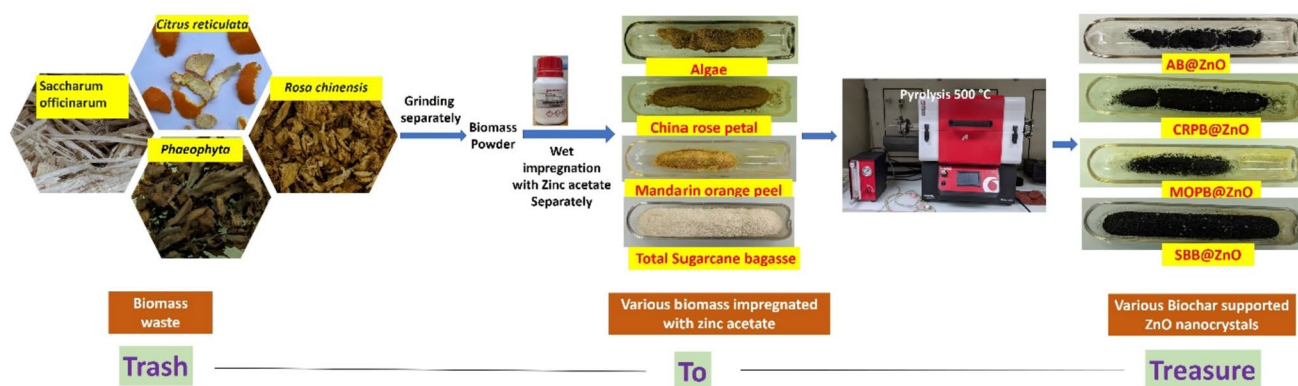 Citrus reticulata
Saccharum
officinarum
Rosa chinensis
Phaeophyta
Grinding
separately
Biomass
Powder
Wet
impregnation
with Zinc acetate
Separately
Algae
China rose petal
Mandarin orange peel
Total Sugarcane bagasse
Pyrolysis 500 °C
AB@ZnO
CRPB@ZnO
MOPB@ZnO
SBB@ZnO
Biomass
waste
Various biomass impregnated
with zinc acetate
Various Biochar supported
ZnO nanocrystals
Trash
To
Treasure